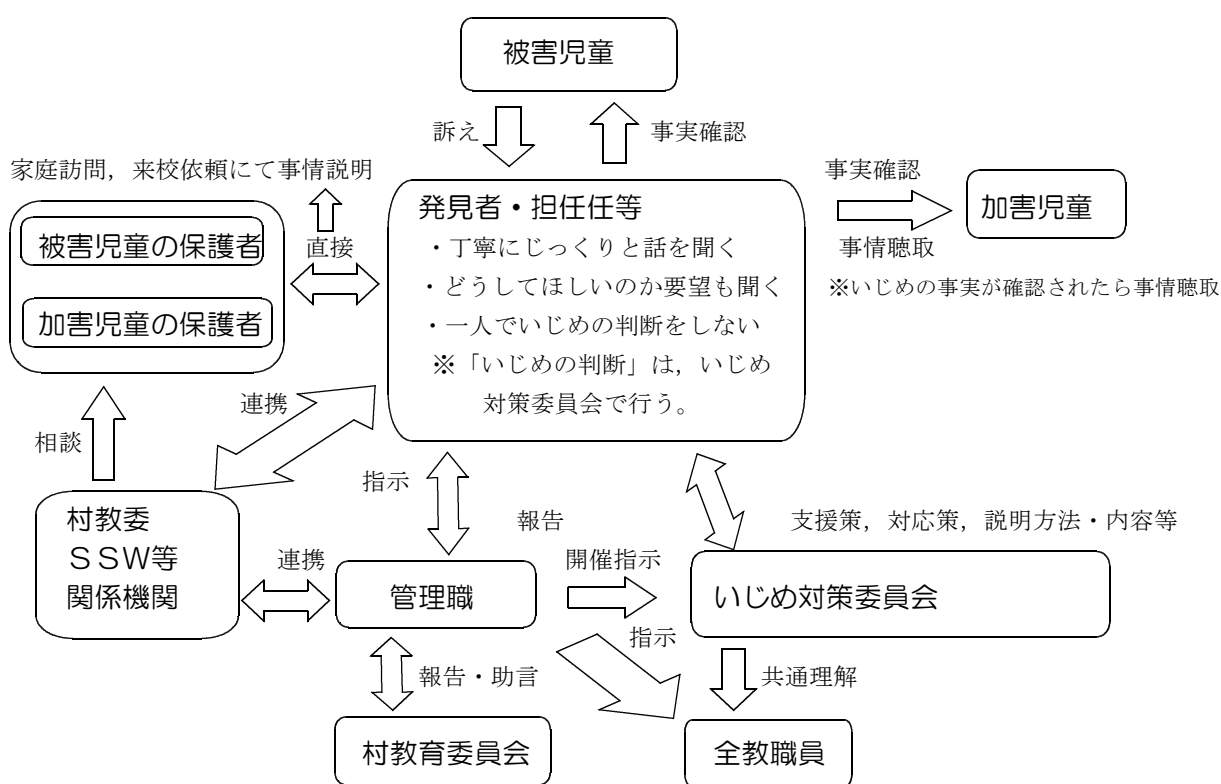 被害児童
訴え
事実確認
家庭訪問，来校依頼にて事情説明
被害児童の保護者
加害児童の保護者
直接
発見者・担任任等
・丁寧にじっくりと話を聞く
・どうしてほしいのか要望も聞く
・一人でいじめの判断をしない
※「いじめの判断」は，いじめ
対策委員会で行う。
事実確認
事情聴取
加害児童
※いじめの事実が確認されたら事情聴取
相談
連携
村教委
ＳＳＷ等
関係機関
連携
指示
報告
管理職
開催指示
支援策，対応策，説明方法・内容等
いじめ対策委員会
指示
報告・助言
共通理解
村教育委員会
全教職員